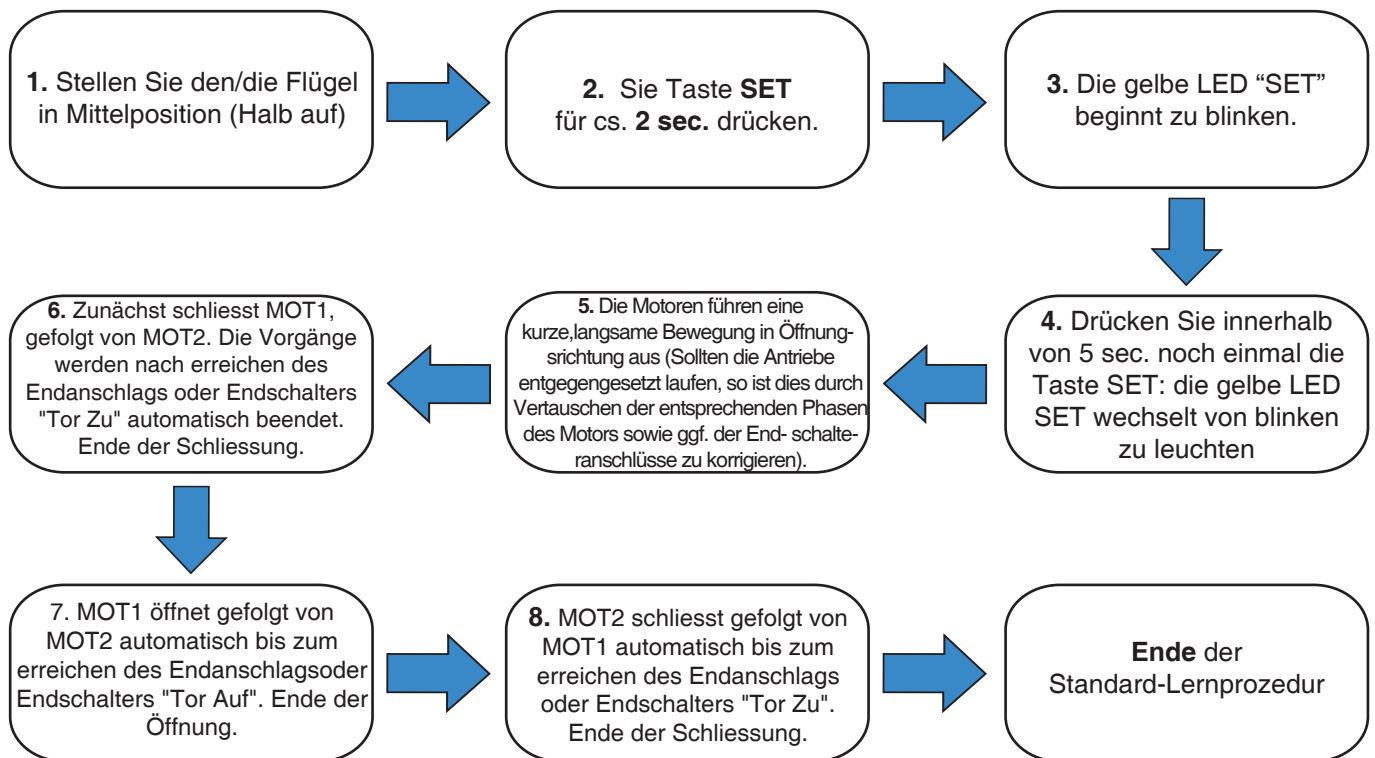 1. Stellen Sie den/die Flügel
in Mittelposition (Halb auf)
2. Sie Taste SET
für cs. 2 sec. drücken.
3. Die gelbe LED “SET”
beginnt zu blinken.
4. Drücken Sie innerhalb
von 5 sec. noch einmal die
Taste SET: die gelbe LED
SET wechselt von blinken
zu leuchten
5. Die Motoren führen eine
kurze,langsame Bewegung in Öffnung-
srichtung aus (Sollten die Antriebe
entgegengesetzt laufen, so ist dies durch
Vertauschen der entsprechenden Phasen
des Motors sowie ggf. der End- schalte-
ranschlüsse zu korrigieren).
6. Zunächst schliesst MOT1,
gefolgt von MOT2. Die Vorgänge
werden nach erreichen des
Endanschlags oder Endschalters
"Tor Zu" automatisch beendet.
Ende der Schliessung.
7. MOT1 öffnet gefolgt von
MOT2 automatisch bis zum
erreichen des Endanschlagsoder
Endschalters "Tor Auf". Ende der
Öffnung.
8. MOT2 schliesst gefolgt von
MOT1 automatisch bis zum
erreichen des Endanschlags
oder Endschalters "Tor Zu".
Ende der Schliessung.
Ende der
Standard-Lernprozedur